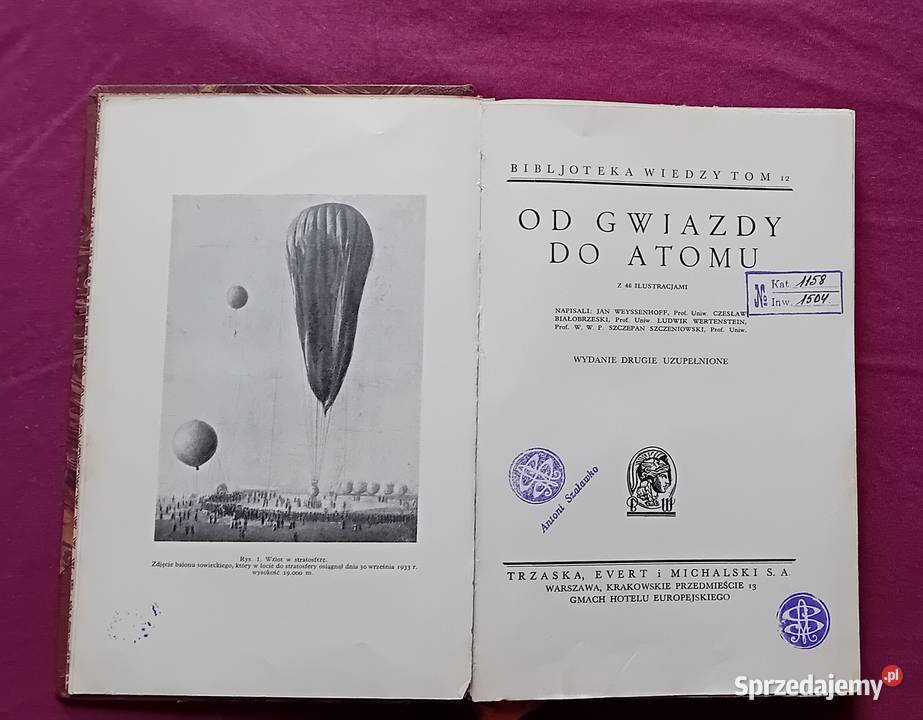 Rys. 1. Wzlot w stratosferę.
Zdjęcie balonu sowieckiego, który w locie do stratosfery osiągnął dnia 30 września 1933 r.
wysokość 19.000 m.
BIBLJOTEKA WIEDZY TOM 12
OD GWIAZDY
DO ATOMU
Z 46 ILUSTRACJAMI
№ Kat. 1158
Inw. 1504
NAPISALI: JAN WEYSSENHOFF, Prof. Uniw. CZESŁAW
BIAŁOBRZESKI, Prof. Uniw. LUDWIK WERTENSTEIN,
Prof. W. W. P. SZCZEPAN SZCZENIOWSKI, Prof. Uniw.
WYDANIE DRUGIE UZUPEŁNIONE
Antoni Szaławko
B W
TRZASKA, EVERT i MICHALSKI S. A.
WARSZAWA, KRAKOWSKIE PRZEDMIEŚCIE 13
GMACH HOTELU EUROPEJSKIEGO
Sprzedajemy.pl